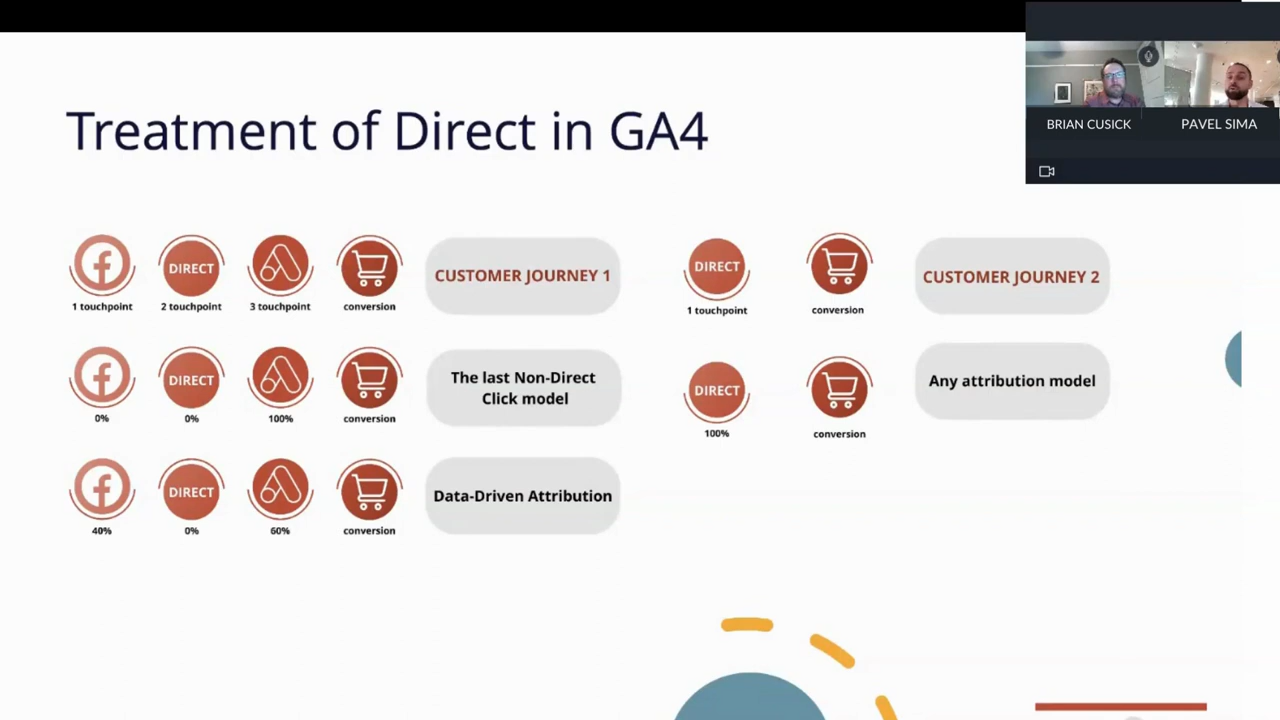 BRIAN CUSICK
PAVEL SIMA
Treatment of Direct in GA4
DIRECT
1 touchpoint
2 touchpoint
3 touchpoint
conversion
CUSTOMER JOURNEY 1
DIRECT
0%
0%
100%
conversion
The last Non-Direct
Click model
DIRECT
40%
0%
60%
conversion
Data-Driven Attribution
DIRECT
1 touchpoint
conversion
CUSTOMER JOURNEY 2
DIRECT
100%
conversion
Any attribution model